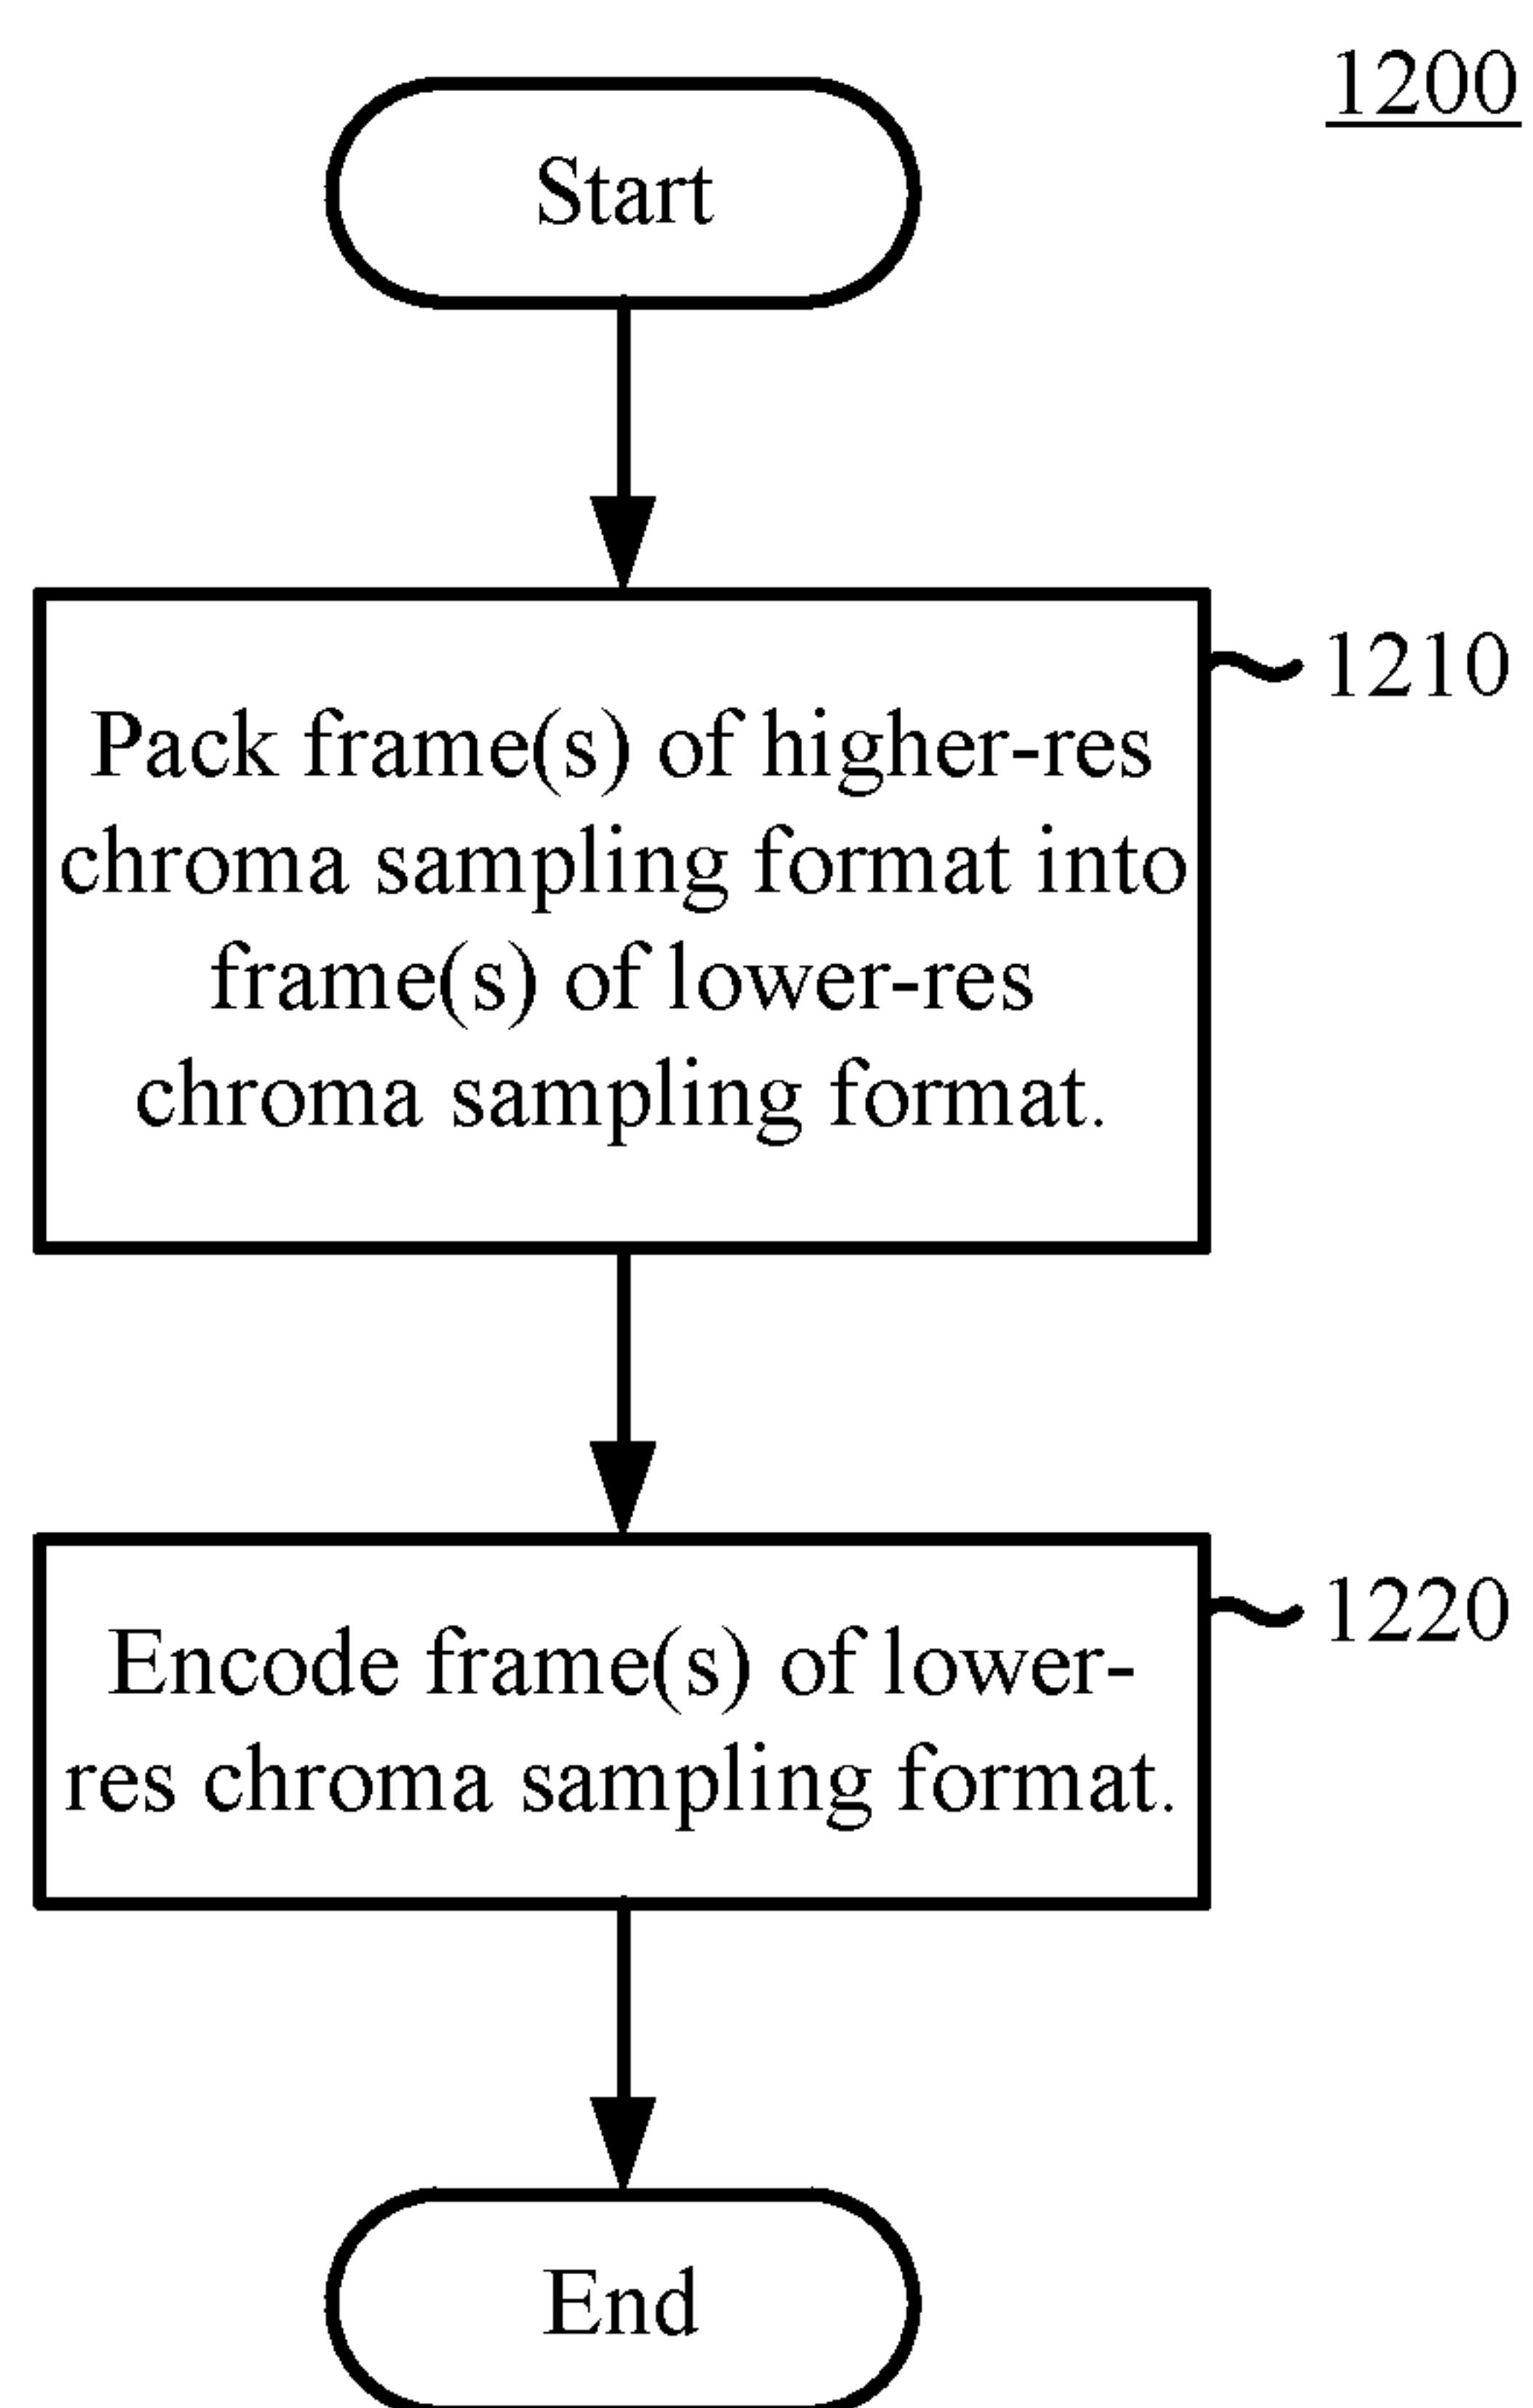 1200
Start
1210
Pack frame(s) of higher-res
chroma sampling format into
frame(s) of lower-res
chroma sampling format.
1220
Encode frame(s) of lower-
res chroma sampling format.
End